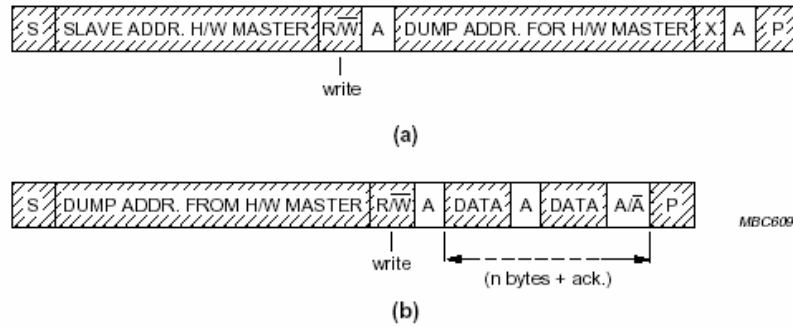 S SLAVE ADDR. H/W MASTER R/W̅ A DUMP ADDR. FOR H/W MASTER X A P
write
(a)
S DUMP ADDR. FROM H/W MASTER R/W̅ A DATA A DATA A/A̅ P
MBC609
write
(n bytes + ack.)
(b)